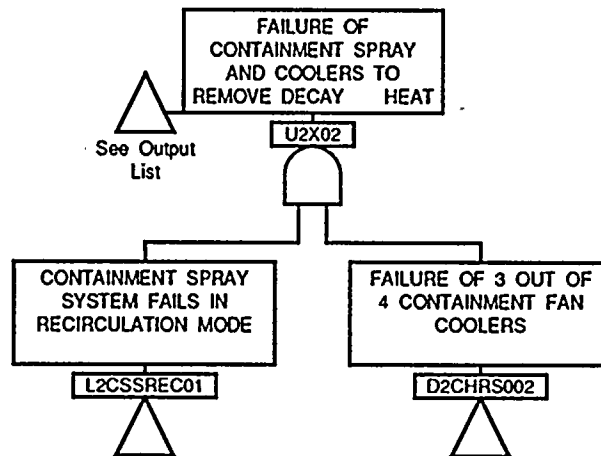 FAILURE OF
CONTAINMENT SPRAY
AND COOLERS TO
REMOVE DECAY HEAT
U2X02
See Output
List
CONTAINMENT SPRAY
SYSTEM FAILS IN
RECIRCULATION MODE
L2CSSREC01
FAILURE OF 3 OUT OF
4 CONTAINMENT FAN
COOLERS
D2CHRS002